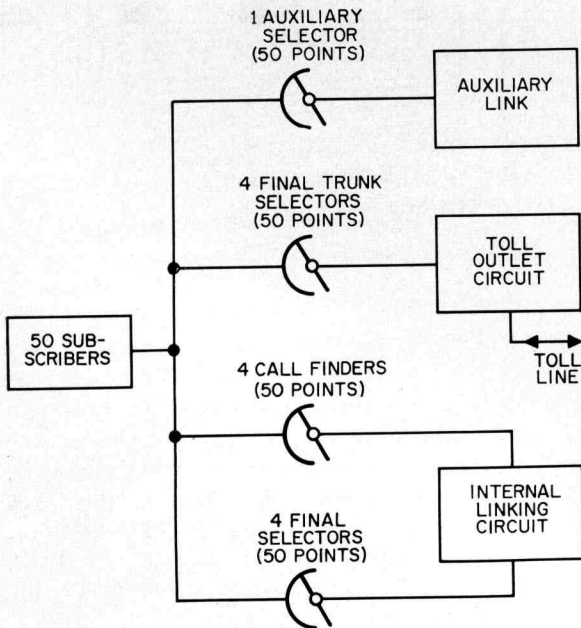 1 AUXILIARY
SELECTOR
(50 POINTS)
AUXILIARY
LINK
4 FINAL TRUNK
SELECTORS
(50 POINTS)
TOLL
OUTLET
CIRCUIT
TOLL
LINE
50 SUB-
SCRIBERS
4 CALL FINDERS
(50 POINTS)
INTERNAL
LINKING
CIRCUIT
4 FINAL
SELECTORS
(50 POINTS)